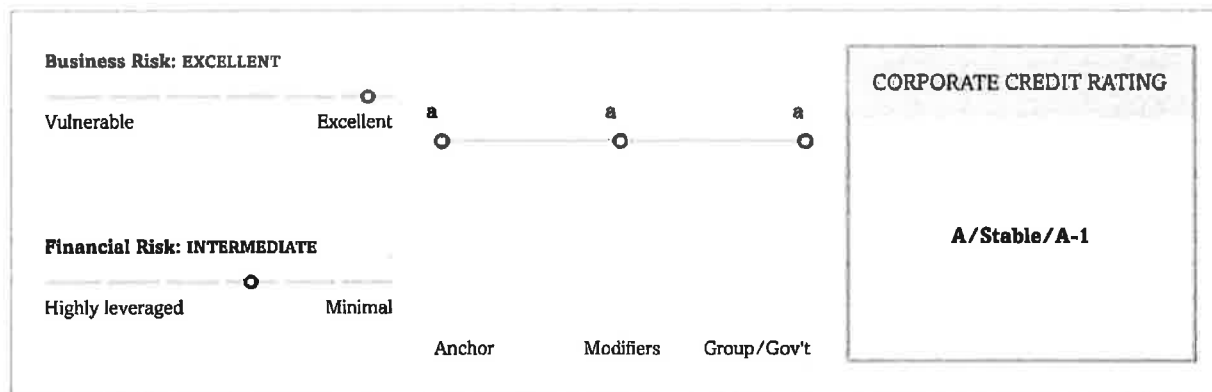 Business Risk: EXCELLENT
Vulnerable Excellent
Financial Risk: INTERMEDIATE
Highly leveraged Minimal
a a a
Anchor Modifiers Group/Gov't
CORPORATE CREDIT RATING
A/Stable/A-1